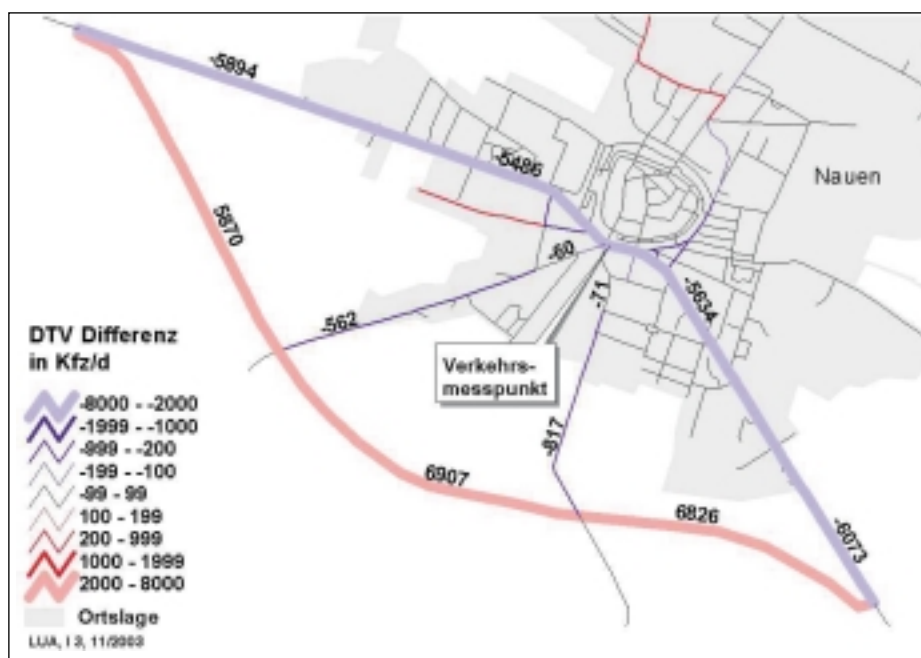 -5894
-5486
Nauen
5870
-60
-71
-5634
-562
DTV Differenz
in Kfz/d
Verkehrs-
messpunkt
-8000 - -2000
-1999 - -1000
-999 - -200
-199 - -100
-99 - 99
100 - 199
200 - 999
1000 - 1999
2000 - 8000
-817
6907
6826
-6073
Ortslage
LUA, I 3, 11/2003